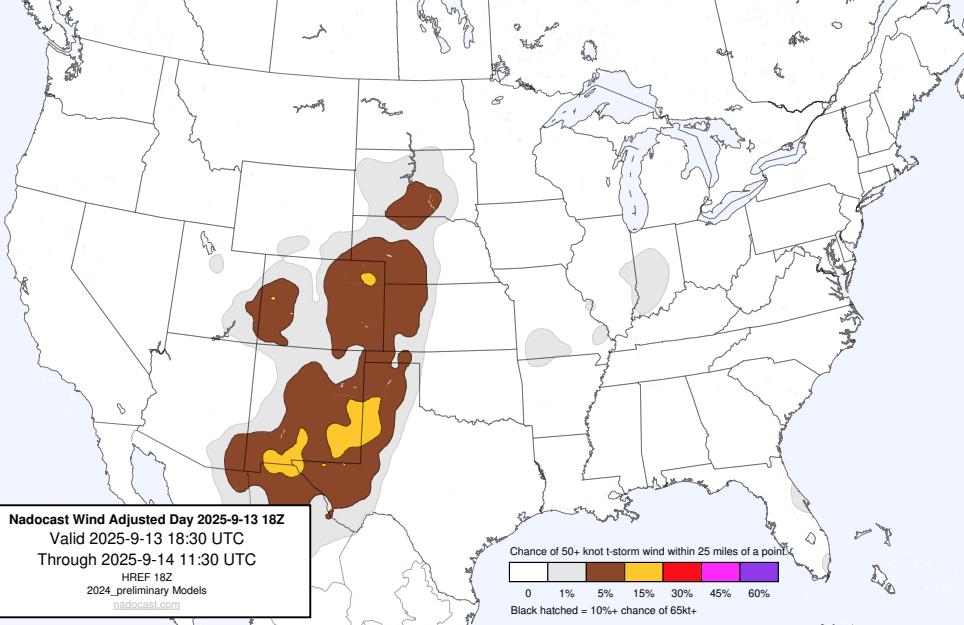 Nadocast Wind Adjusted Day 2025-9-13 18Z
Valid 2025-9-13 18:30 UTC
Through 2025-9-14 11:30 UTC
HREF 18Z
2024_preliminary Models
nadocast.com
Chance of 50+ knot t-storm wind within 25 miles of a point.
0 1% 5% 15% 30% 45% 60%
Black hatched = 10%+ chance of 65kt+